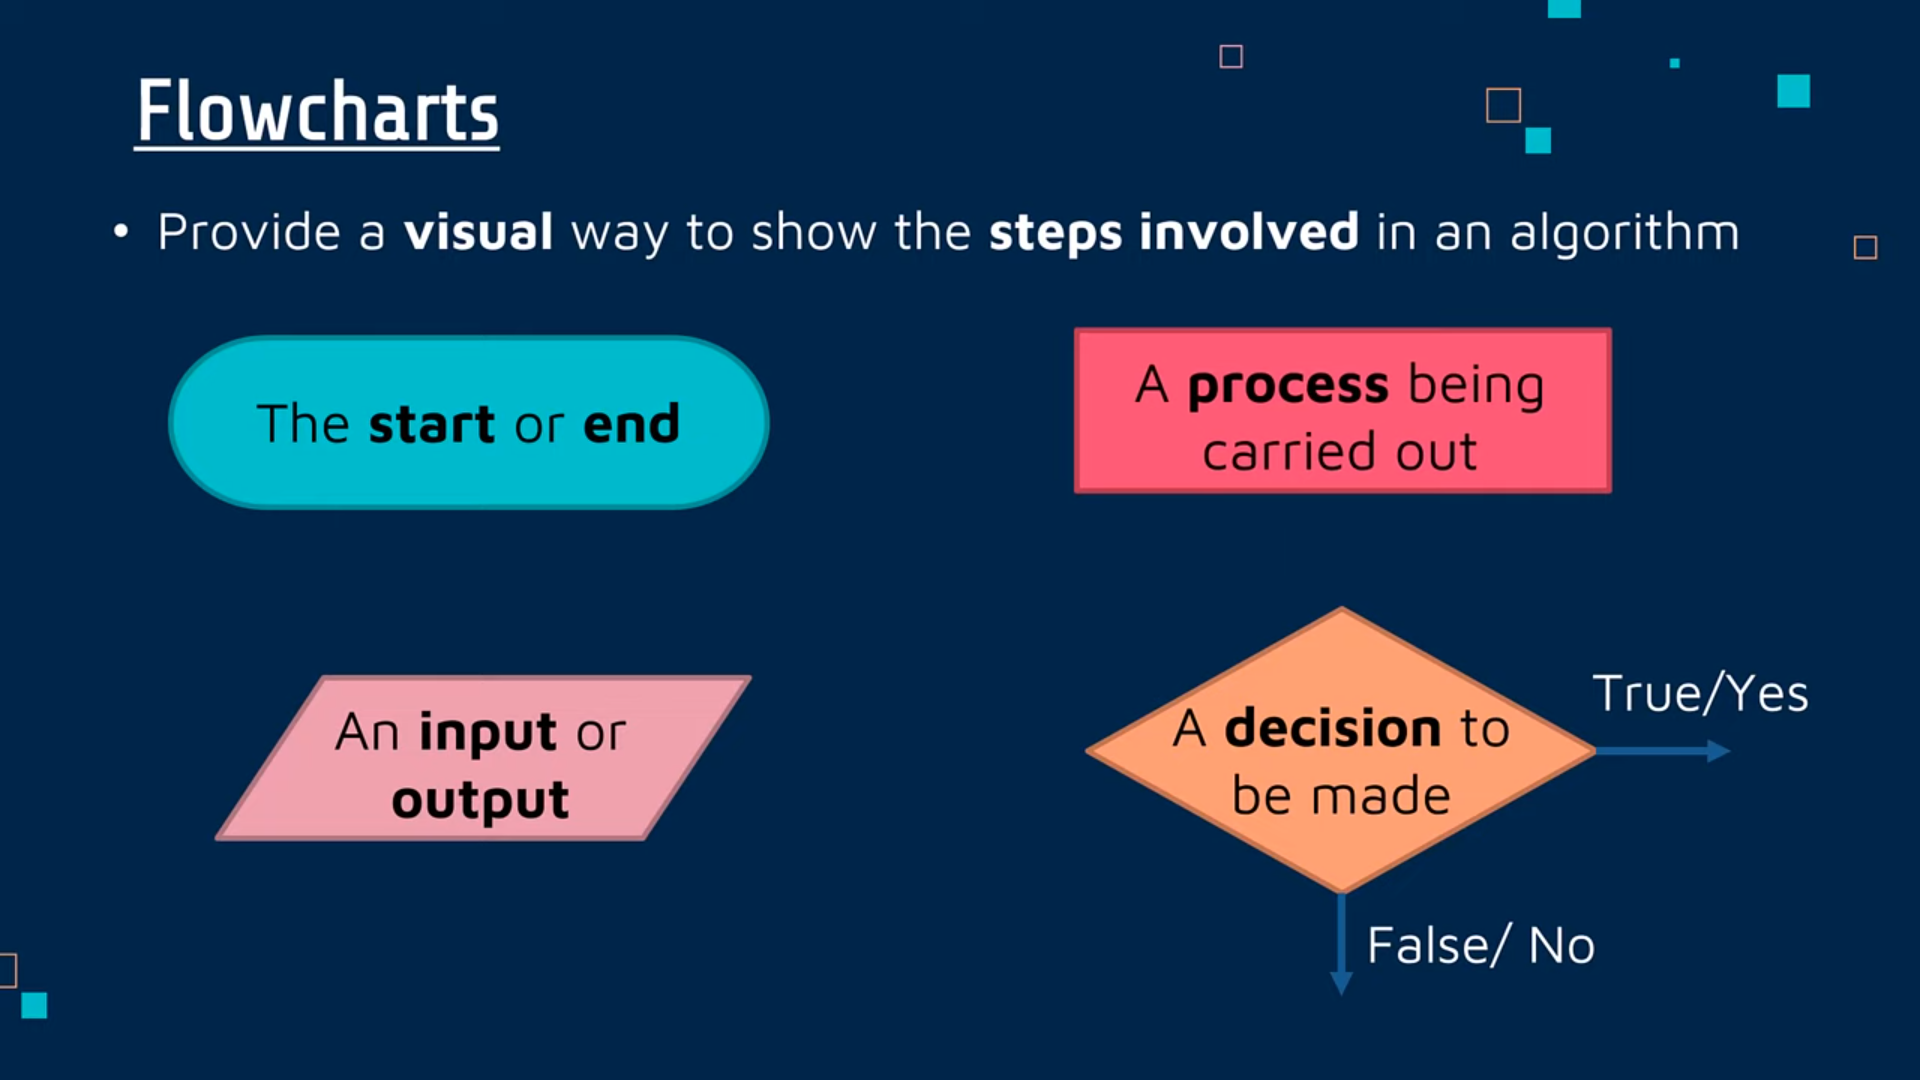 Flowcharts
• Provide a visual way to show the steps involved in an algorithm
The start or end
A process being
carried out
An input or
output
A decision to
be made
True/Yes
False/ No